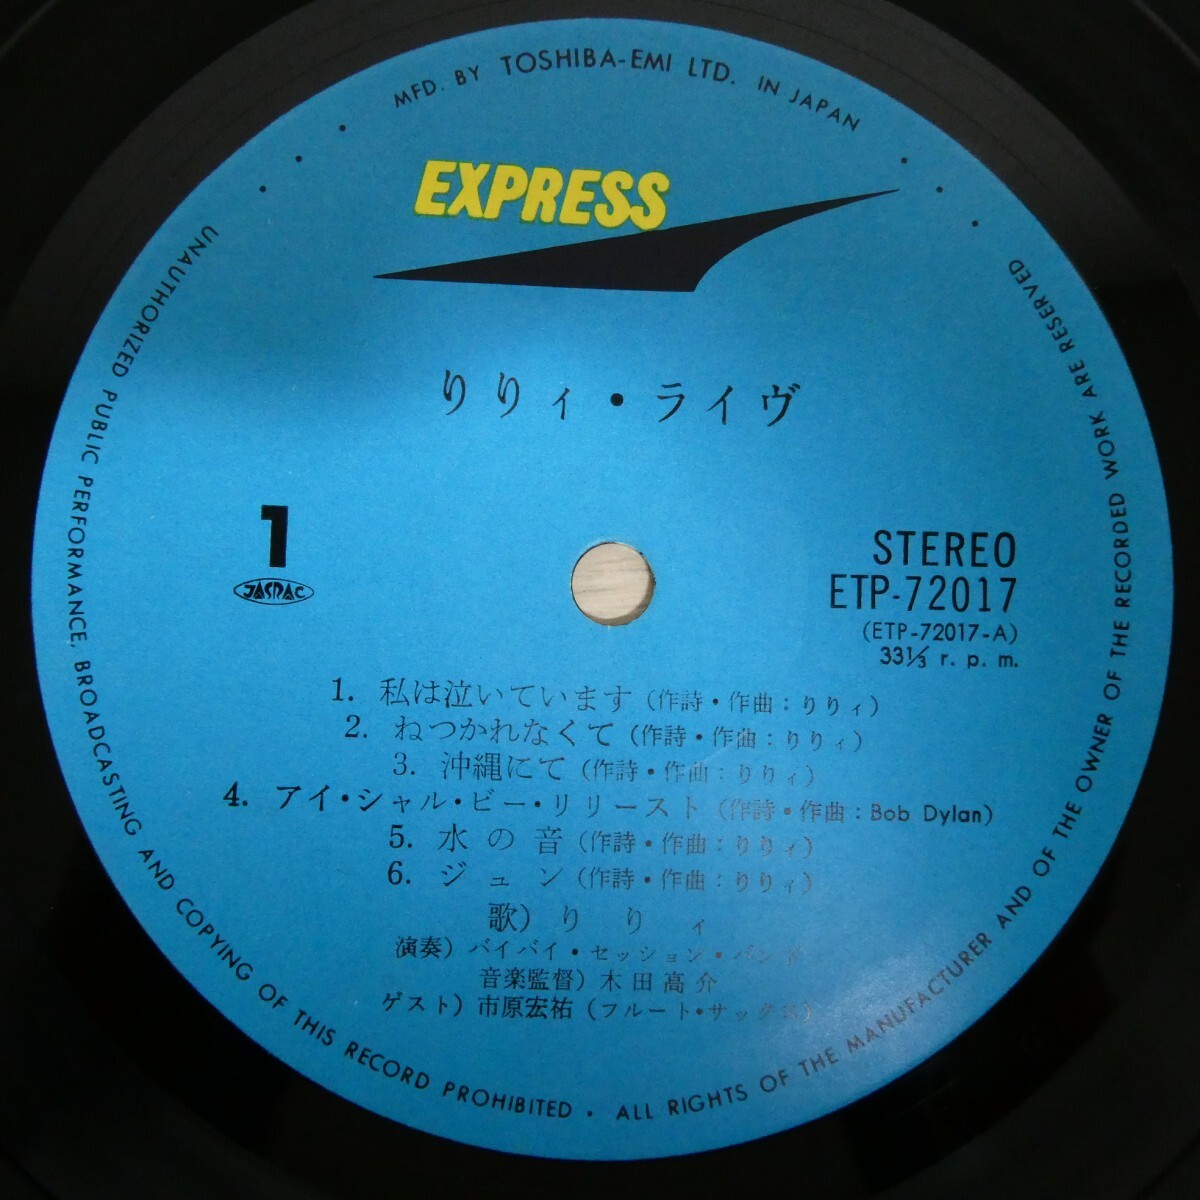 MFD. BY TOSHIBA-EMI LTD. IN JAPAN
EXPRESS
りりィ・ライヴ
1
JASRAC
STEREO
ETP-72017
(ETP-72017-A)
33⅓ r. p. m.
1. 私は泣いています (作詩・作曲：りりィ)
2. ねつかれなくて (作詩・作曲：りりィ)
3. 沖縄にて (作詩・作曲：りりィ)
4. アイ・シャル・ビー・リリースト (作詩・作曲：Bob Dylan)
5. 水の音 (作詩・作曲：りりィ)
6. ジュン (作詩・作曲：りりィ)
歌) りりィ
演奏) バイバイ・セッション・バンド
音楽監督) 木田高介
ゲスト) 市原宏祐 (フルート・サックス)
UNAUTHORIZED PUBLIC PERFORMANCE, BROADCASTING AND COPYING OF THIS RECORD PROHIBITED · ALL RIGHTS OF THE MANUFACTURER AND OF THE OWNER OF THE RECORDED WORK ARE RESERVED